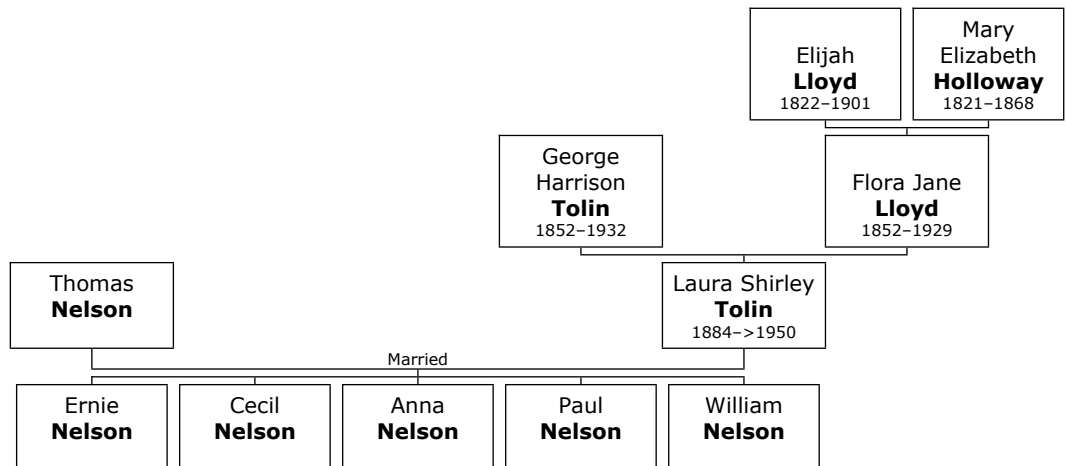 Elijah
Lloyd
1822–1901
Mary
Elizabeth
Holloway
1821–1868
George
Harrison
Tolin
1852–1932
Flora Jane
Lloyd
1852–1929
Thomas
Nelson
Laura Shirley
Tolin
1884–>1950
Married
Ernie
Nelson
Cecil
Nelson
Anna
Nelson
Paul
Nelson
William
Nelson